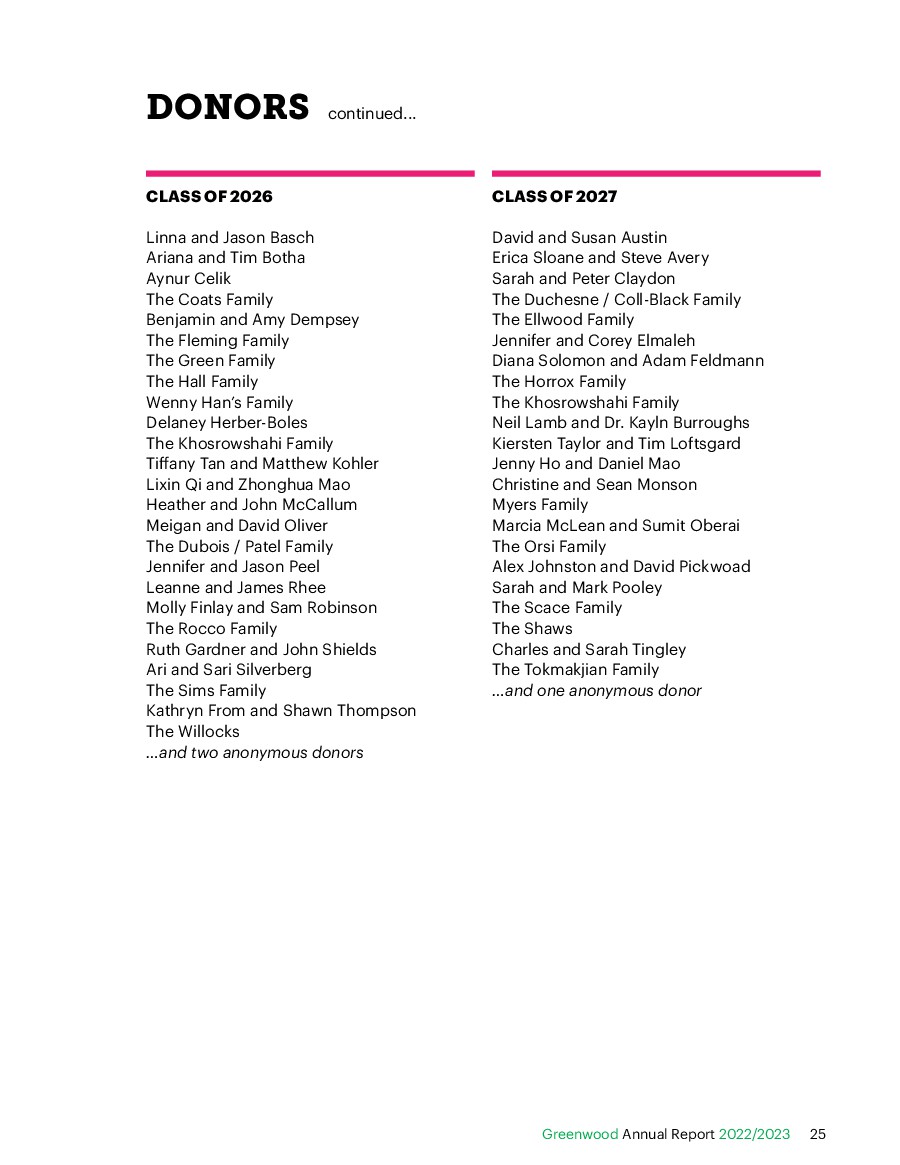 DONORS continued...
CLASS OF 2026
Linna and Jason Basch
Ariana and Tim Botha
Aynur Celik
The Coats Family
Benjamin and Amy Dempsey
The Fleming Family
The Green Family
The Hall Family
Wenny Han’s Family
Delaney Herber-Boles
The Khosrowshahi Family
Tiffany Tan and Matthew Kohler
Lixin Qi and Zhonghua Mao
Heather and John McCallum
Meigan and David Oliver
The Dubois / Patel Family
Jennifer and Jason Peel
Leanne and James Rhee
Molly Finlay and Sam Robinson
The Rocco Family
Ruth Gardner and John Shields
Ari and Sari Silverberg
The Sims Family
Kathryn From and Shawn Thompson
The Willocks
...and two anonymous donors
CLASS OF 2027
David and Susan Austin
Erica Sloane and Steve Avery
Sarah and Peter Claydon
The Duchesne / Coll-Black Family
The Ellwood Family
Jennifer and Corey Elmaleh
Diana Solomon and Adam Feldmann
The Horrox Family
The Khosrowshahi Family
Neil Lamb and Dr. Kayln Burroughs
Kiersten Taylor and Tim Loftsgard
Jenny Ho and Daniel Mao
Christine and Sean Monson
Myers Family
Marcia McLean and Sumit Oberai
The Orsi Family
Alex Johnston and David Pickwoad
Sarah and Mark Pooley
The Scace Family
The Shaws
Charles and Sarah Tingley
The Tokmakjian Family
...and one anonymous donor
Greenwood Annual Report 2022/2023 25